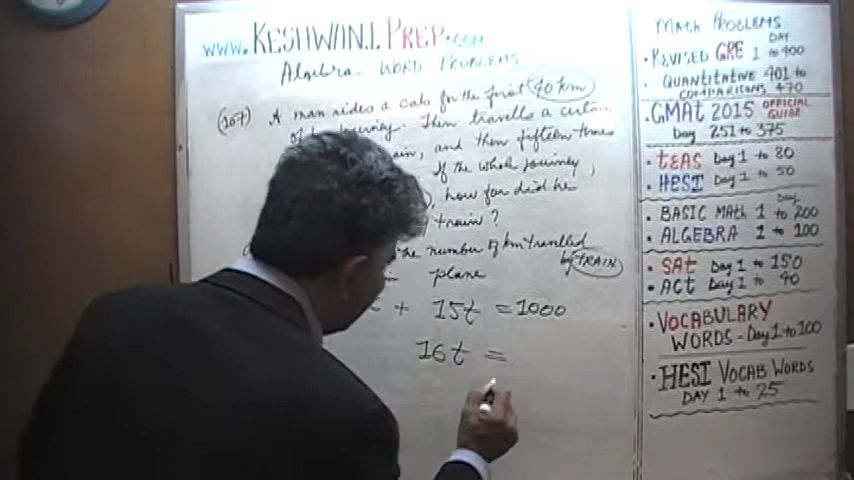 www.KESHWANIPREP.COM
Algebra WORD PROBLEMS
(167) A man rides a cab for the first 40 km
of journey. Then travells a certain
, and then fifteen times
If the whole journey
, how far did he
train?
the number of km travelled
by TRAIN
plane
+ 15t = 1000
16t =
MATH PROBLEMS
• REVISED GRE DAY 1 to 400
• QUANTITATIVE 401 to
COMPARISONS 470
• GMAT 2015 OFFICIAL GUIDE
Day 251 to 375
• TEAS Day 1 to 80
• HESI Day 1 to 50
• BASIC MATH Day 1 to 200
• ALGEBRA 1 to 100
• SAT Day 1 to 150
• ACT Day 1 to 90
• VOCABULARY
WORDS - Day 1 to 100
• HESI VOCAB WORDS
DAY 1 to 25